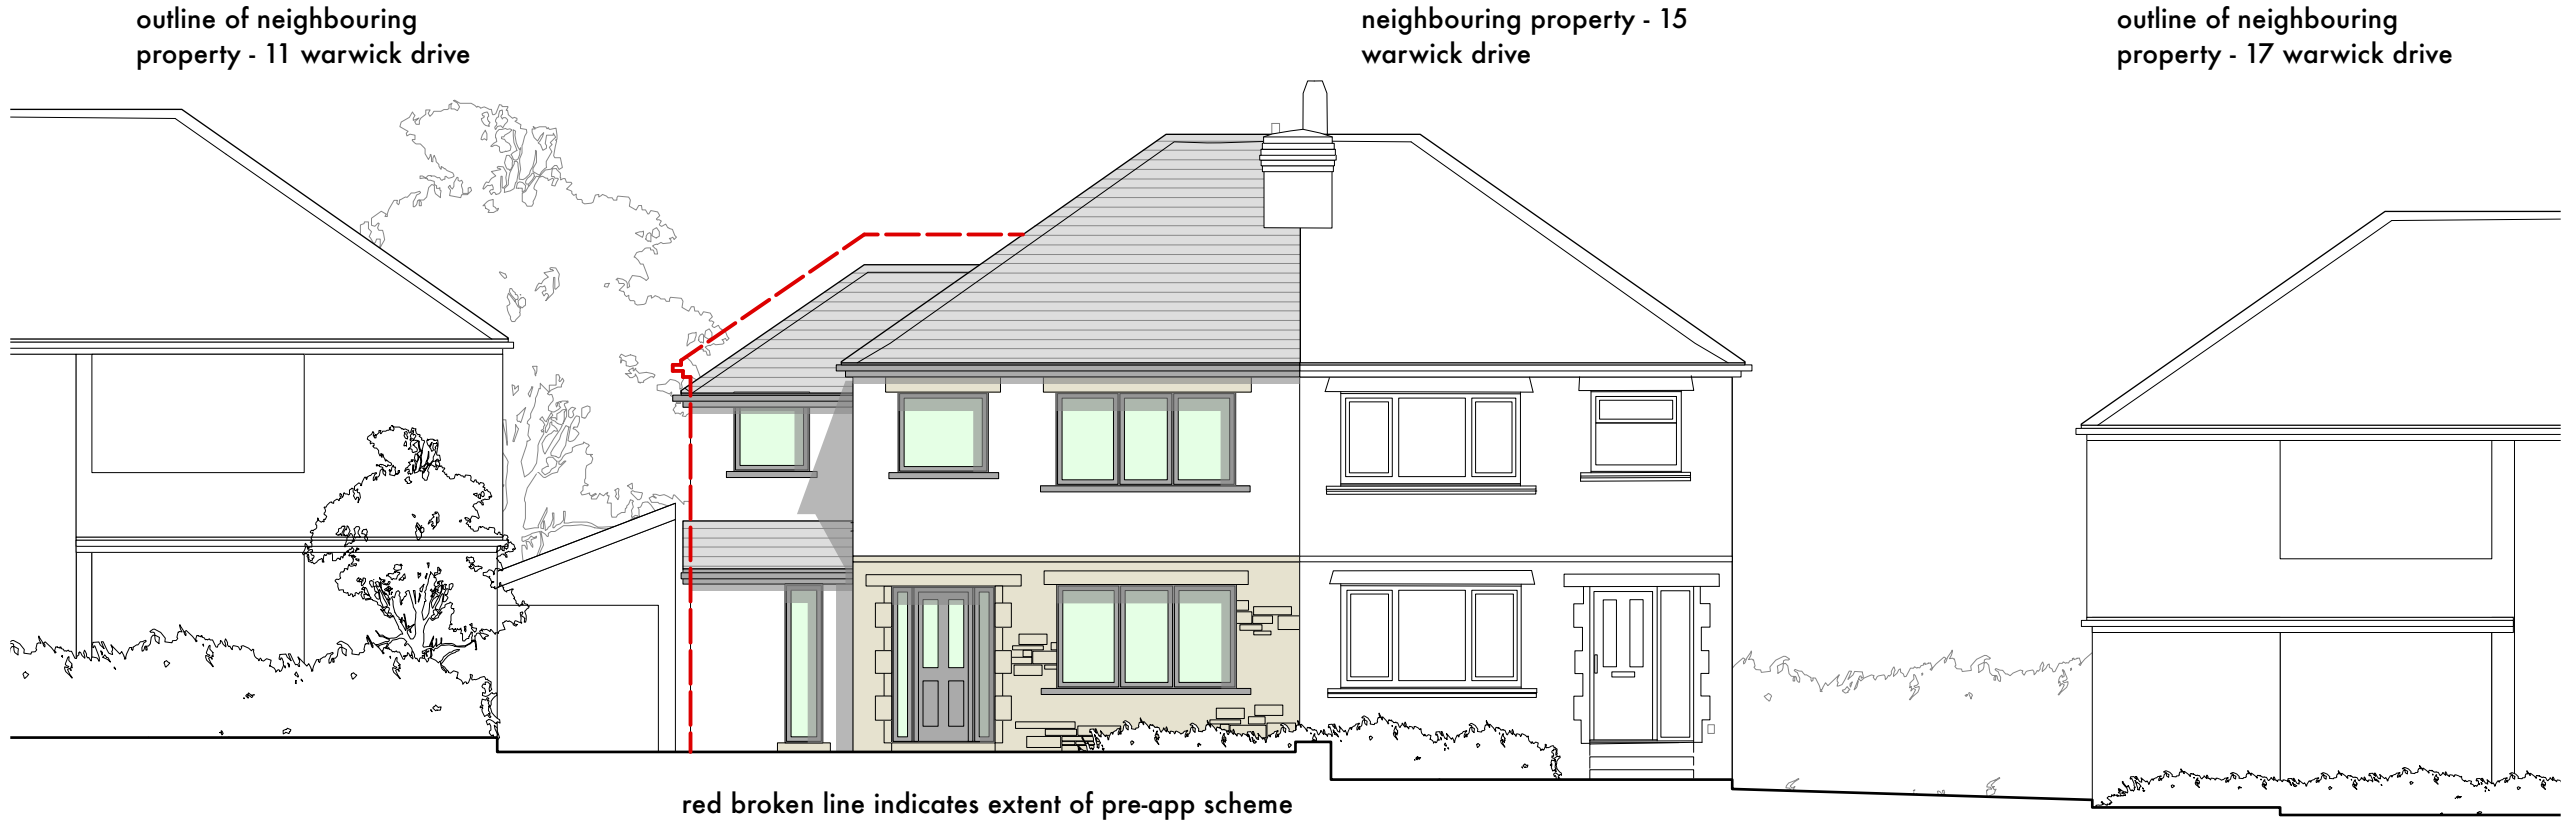 outline of neighbouring
property - 11 warwick drive
neighbouring property - 15
warwick drive
outline of neighbouring
property - 17 warwick drive
red broken line indicates extent of pre-app scheme